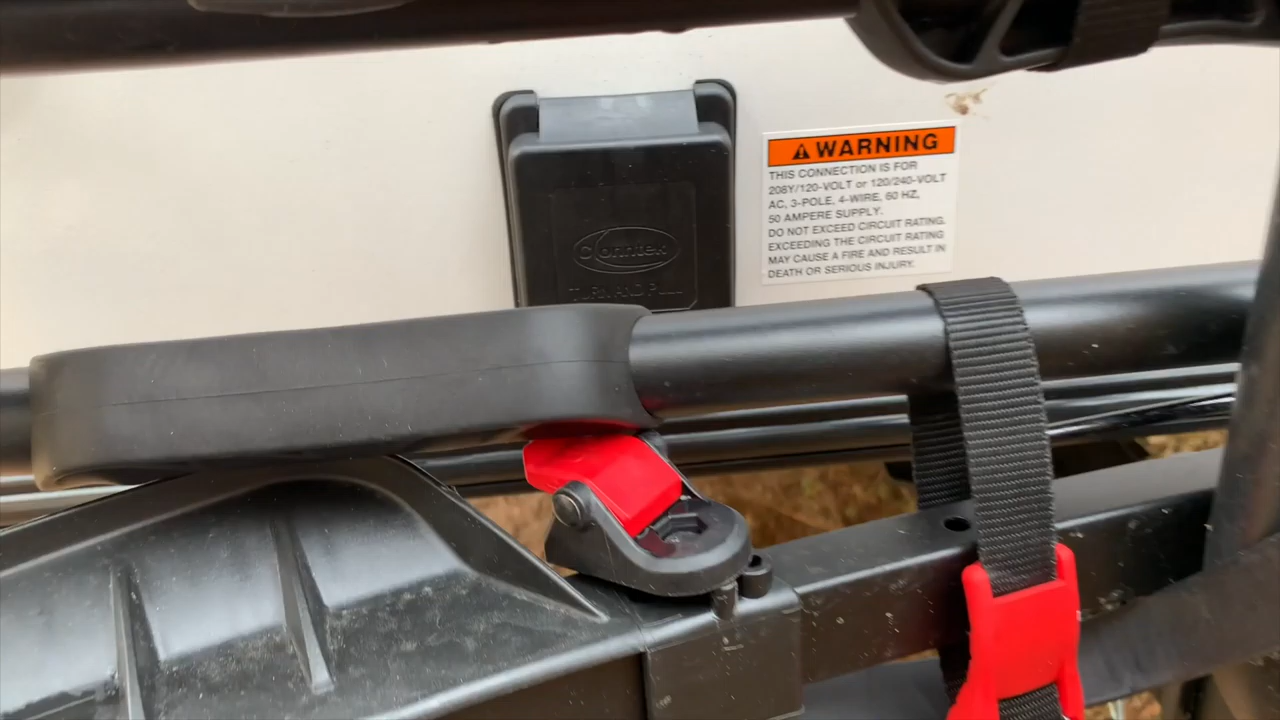 Conntek
⚠ WARNING
THIS CONNECTION IS FOR
208Y/120-VOLT or 120/240-VOLT
AC, 3-POLE, 4-WIRE, 60 HZ,
50 AMPERE SUPPLY.
DO NOT EXCEED CIRCUIT RATING.
EXCEEDING THE CIRCUIT RATING
MAY CAUSE A FIRE AND RESULT IN
DEATH OR SERIOUS INJURY.